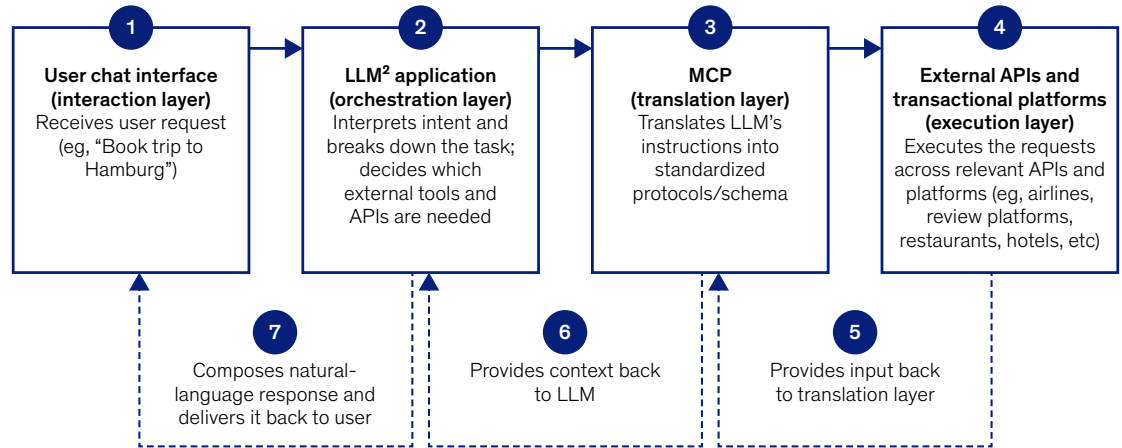 1
User chat interface
(interaction layer)
Receives user request
(eg, “Book trip to
Hamburg”)
2
LLM² application
(orchestration layer)
Interprets intent and
breaks down the task;
decides which
external tools and
APIs are needed
3
MCP
(translation layer)
Translates LLM’s
instructions into
standardized
protocols/schema
4
External APIs and
transactional platforms
(execution layer)
Executes the requests
across relevant APIs and
platforms (eg, airlines,
review platforms,
restaurants, hotels, etc)
5
Provides input back
to translation layer
6
Provides context back
to LLM
7
Composes natural-
language response and
delivers it back to user